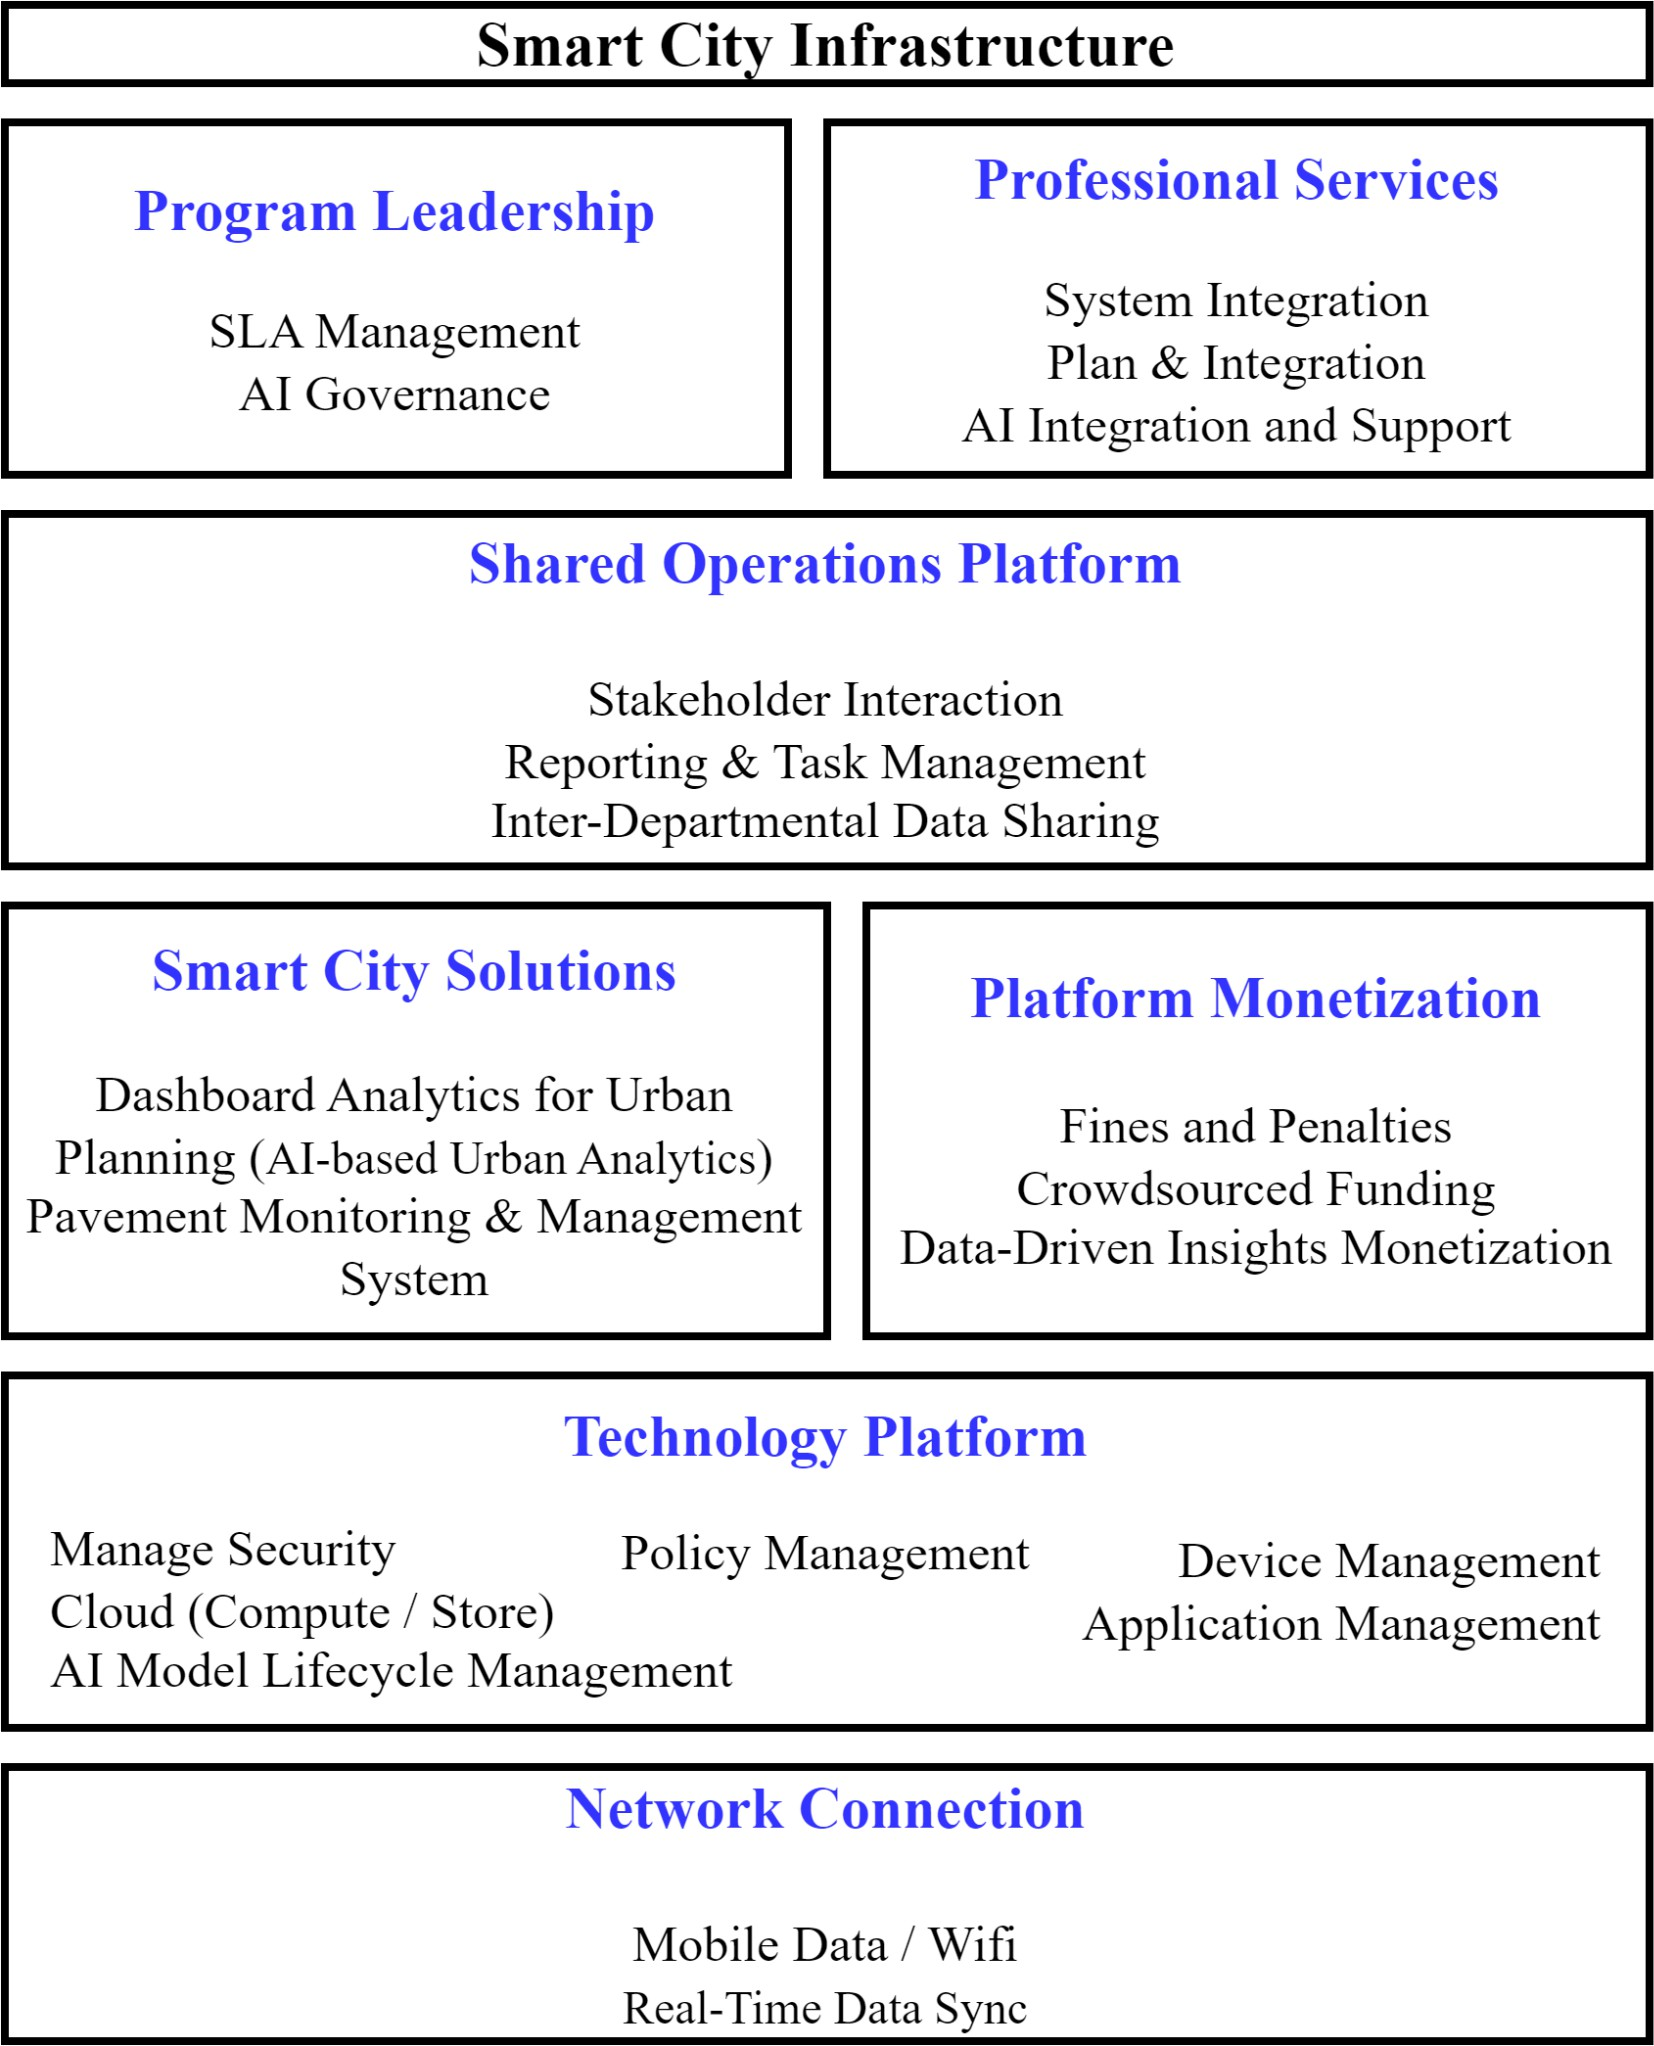 Smart City Infrastructure
Program Leadership
SLA Management
AI Governance
Professional Services
System Integration
Plan & Integration
AI Integration and Support
Shared Operations Platform
Stakeholder Interaction
Reporting & Task Management
Inter-Departmental Data Sharing
Smart City Solutions
Dashboard Analytics for Urban
Planning (AI-based Urban Analytics)
Pavement Monitoring & Management
System
Platform Monetization
Fines and Penalties
Crowdsourced Funding
Data-Driven Insights Monetization
Technology Platform
Manage Security
Cloud (Compute / Store)
AI Model Lifecycle Management
Policy Management
Device Management
Application Management
Network Connection
Mobile Data / Wifi
Real-Time Data Sync